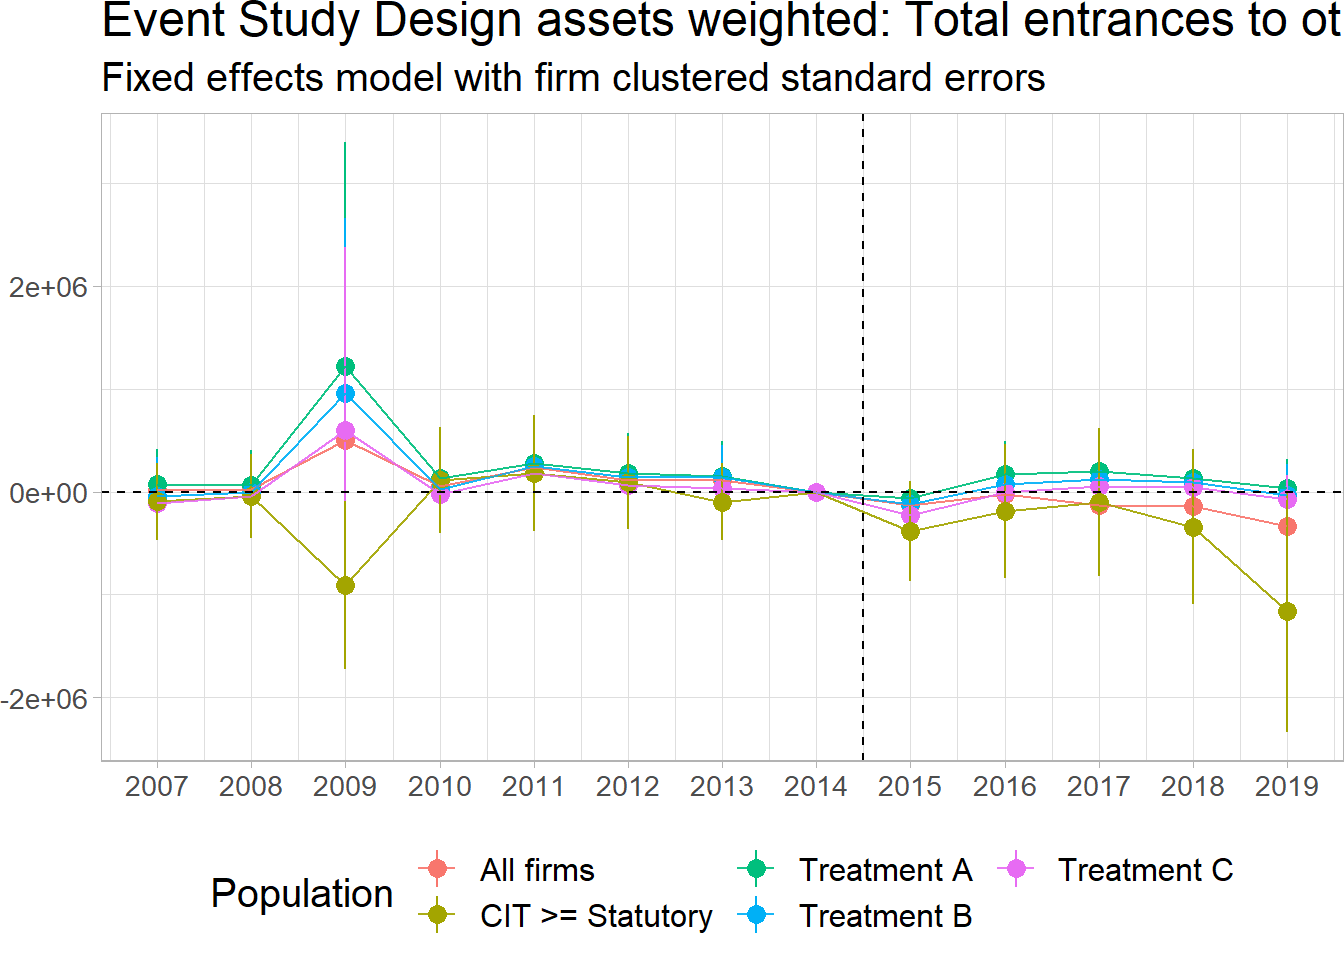 Event Study Design assets weighted: Total entrances to ot
Fixed effects model with firm clustered standard errors
2e+06
0e+00
-2e+06
2007 2008 2009 2010 2011 2012 2013 2014 2015 2016 2017 2018 2019
Population
All firms Treatment A Treatment C
CIT >= Statutory Treatment B